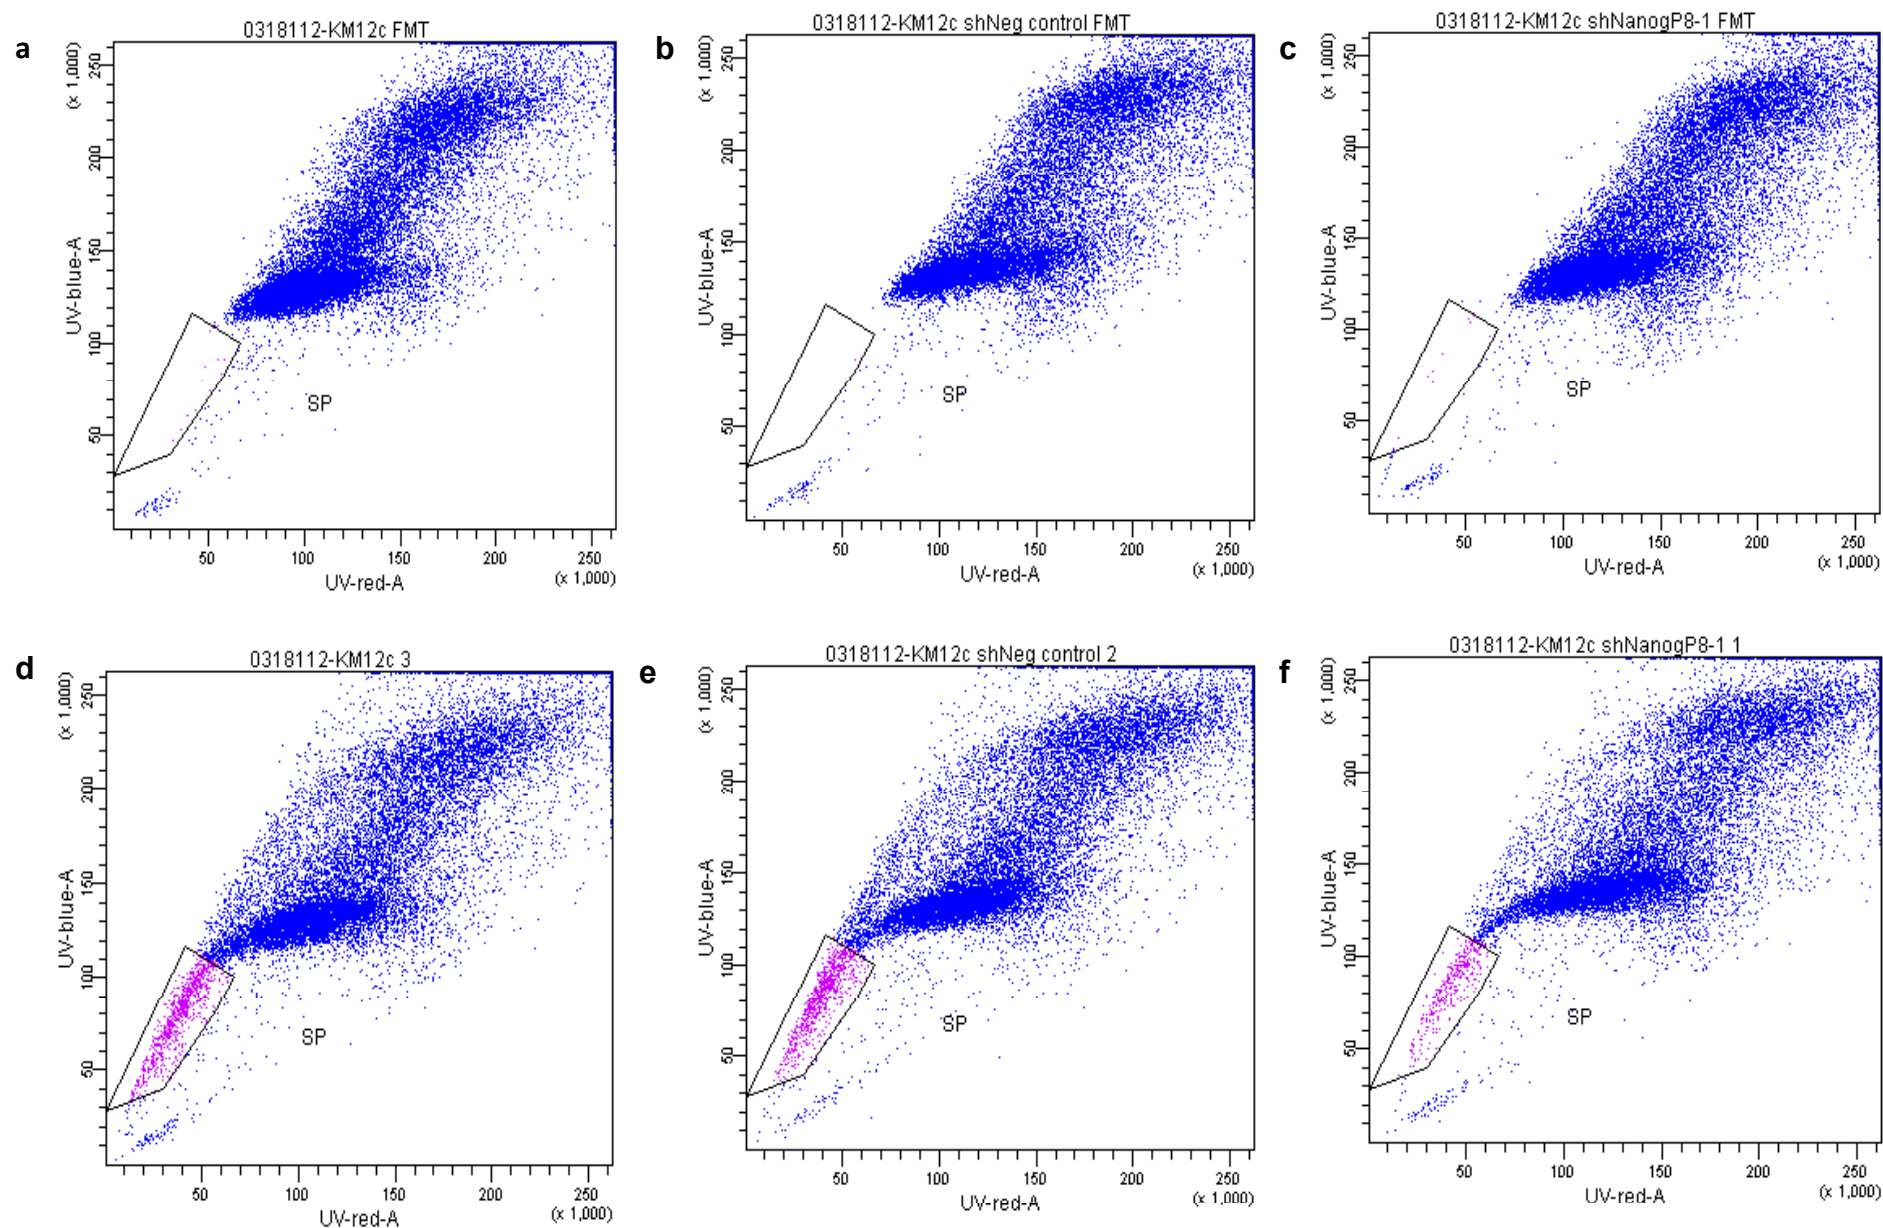 a
0318112-KM12c FMT
(x 1,000)
250
200
150
100
50
UV-blue-A
SP
50 100 150 200 250
UV-red-A (x 1,000)
b
0318112-KM12c shNeg control FMT
(x 1,000)
250
200
150
100
50
UV-blue-A
SP
50 100 150 200 250
UV-red-A (x 1,000)
c
0318112-KM12c shNanogP8-1 FMT
(x 1,000)
250
200
150
100
50
UV-blue-A
SP
50 100 150 200 250
UV-red-A (x 1,000)
d
0318112-KM12c 3
(x 1,000)
250
200
150
100
50
UV-blue-A
SP
50 100 150 200 250
UV-red-A (x 1,000)
e
0318112-KM12c shNeg control 2
(x 1,000)
250
200
150
100
50
UV-blue-A
SP
50 100 150 200 250
UV-red-A (x 1,000)
f
0318112-KM12c shNanogP8-1 1
(x 1,000)
250
200
150
100
50
UV-blue-A
SP
50 100 150 200 250
UV-red-A (x 1,000)